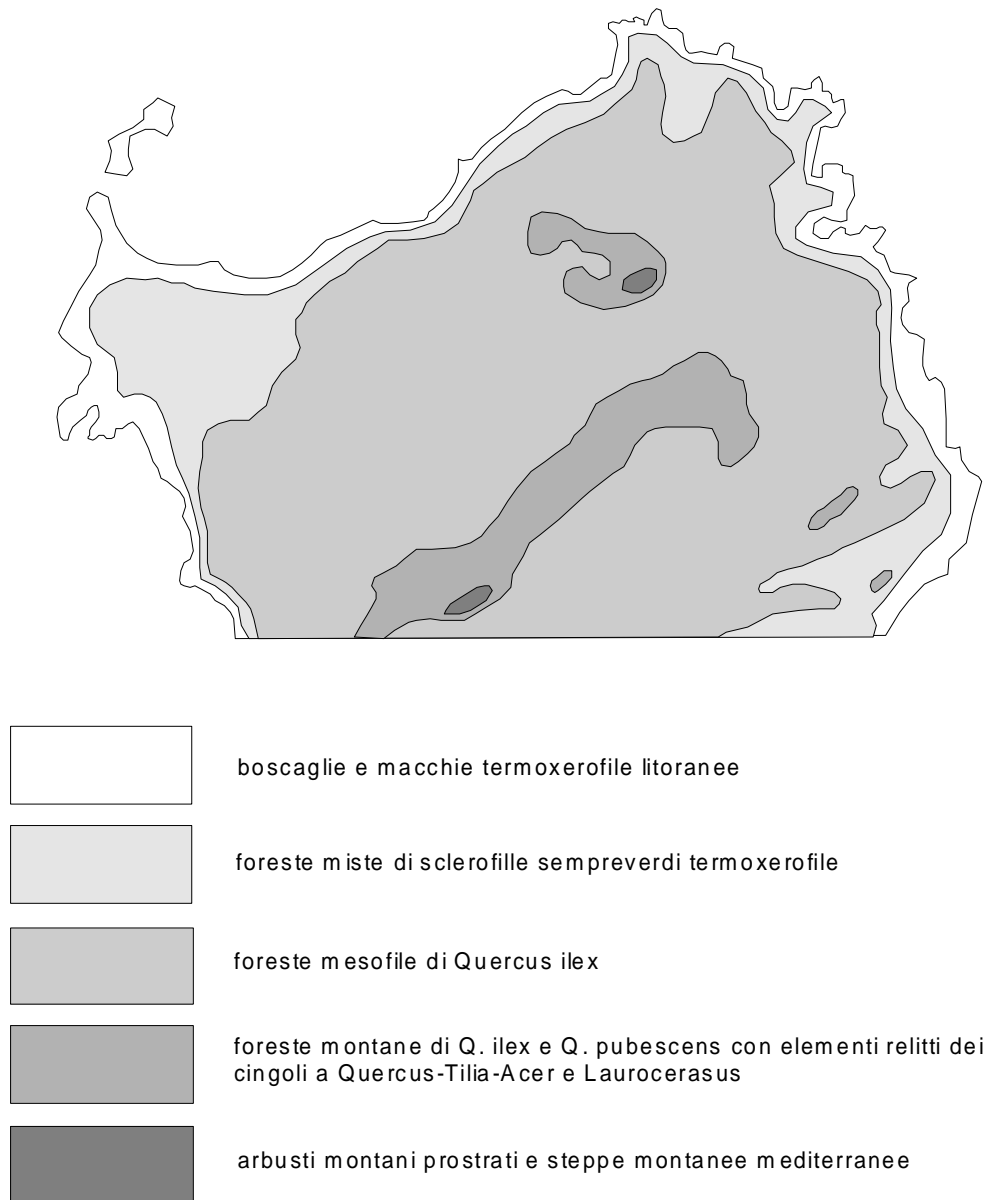 boscaglie e macchie termoxerofile litoranee
foreste miste di sclerofille sempreverdi termoxerofile
foreste mesofile di Quercus ilex
foreste montane di Q. ilex e Q. pubescens con elementi relitti dei
cingoli a Quercus-Tilia-Acer e Laurocerasus
arbusti montani prostrati e steppe montanee mediterranee